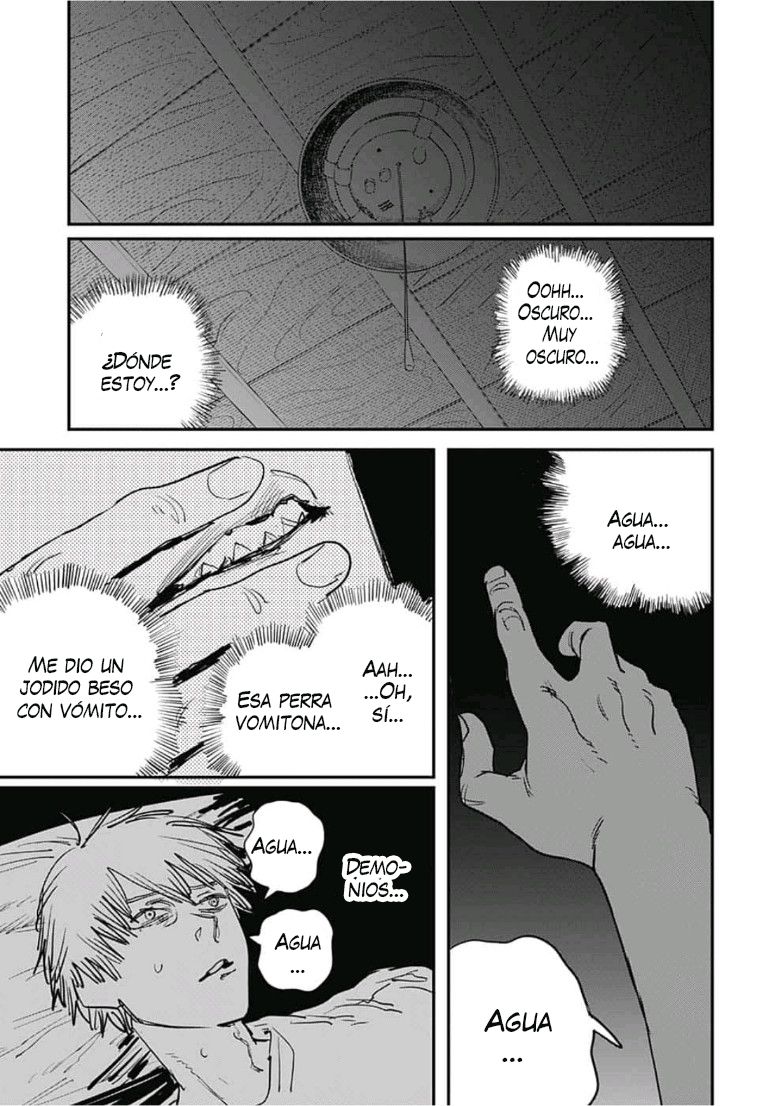 Oohh...
Oscuro...
Muy
oscuro...
¿Dónde
estoy...?
Agua...
agua...
Agua
...
Aah...
...Oh,
sí...
Esa perra
vomitona...
Me dio un
jodido beso
con vómito...
Demo-
nios...
Agua...
Agua
...